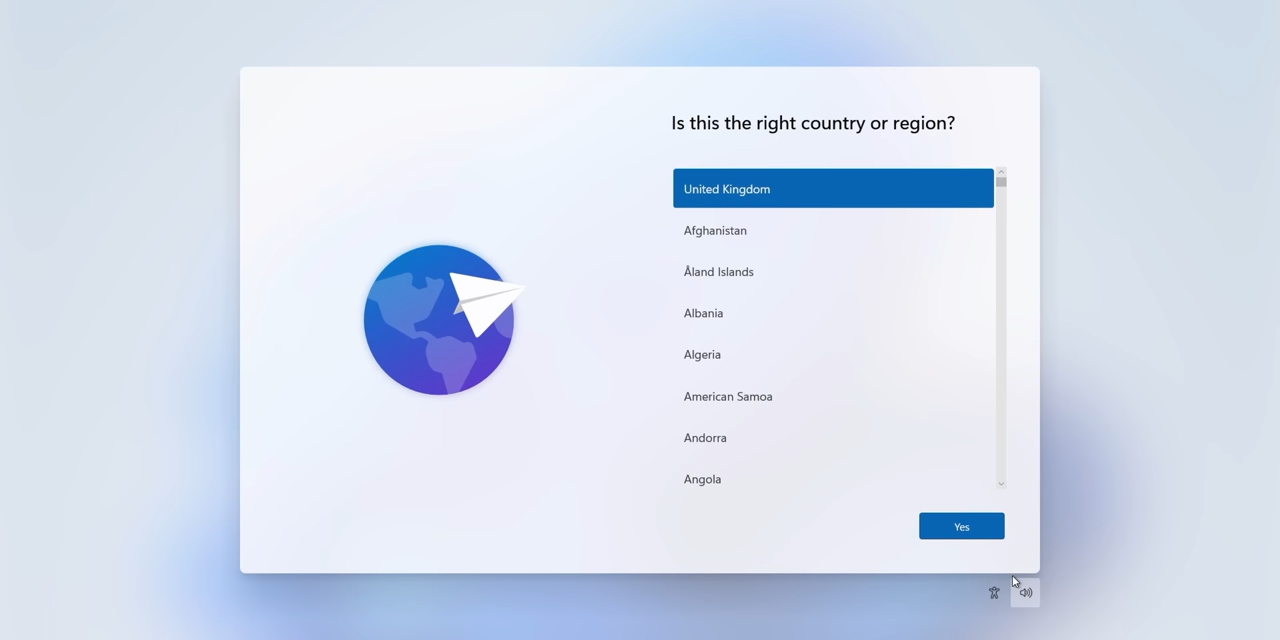 Is this the right country or region?
United Kingdom
Afghanistan
Åland Islands
Albania
Algeria
American Samoa
Andorra
Angola
Yes